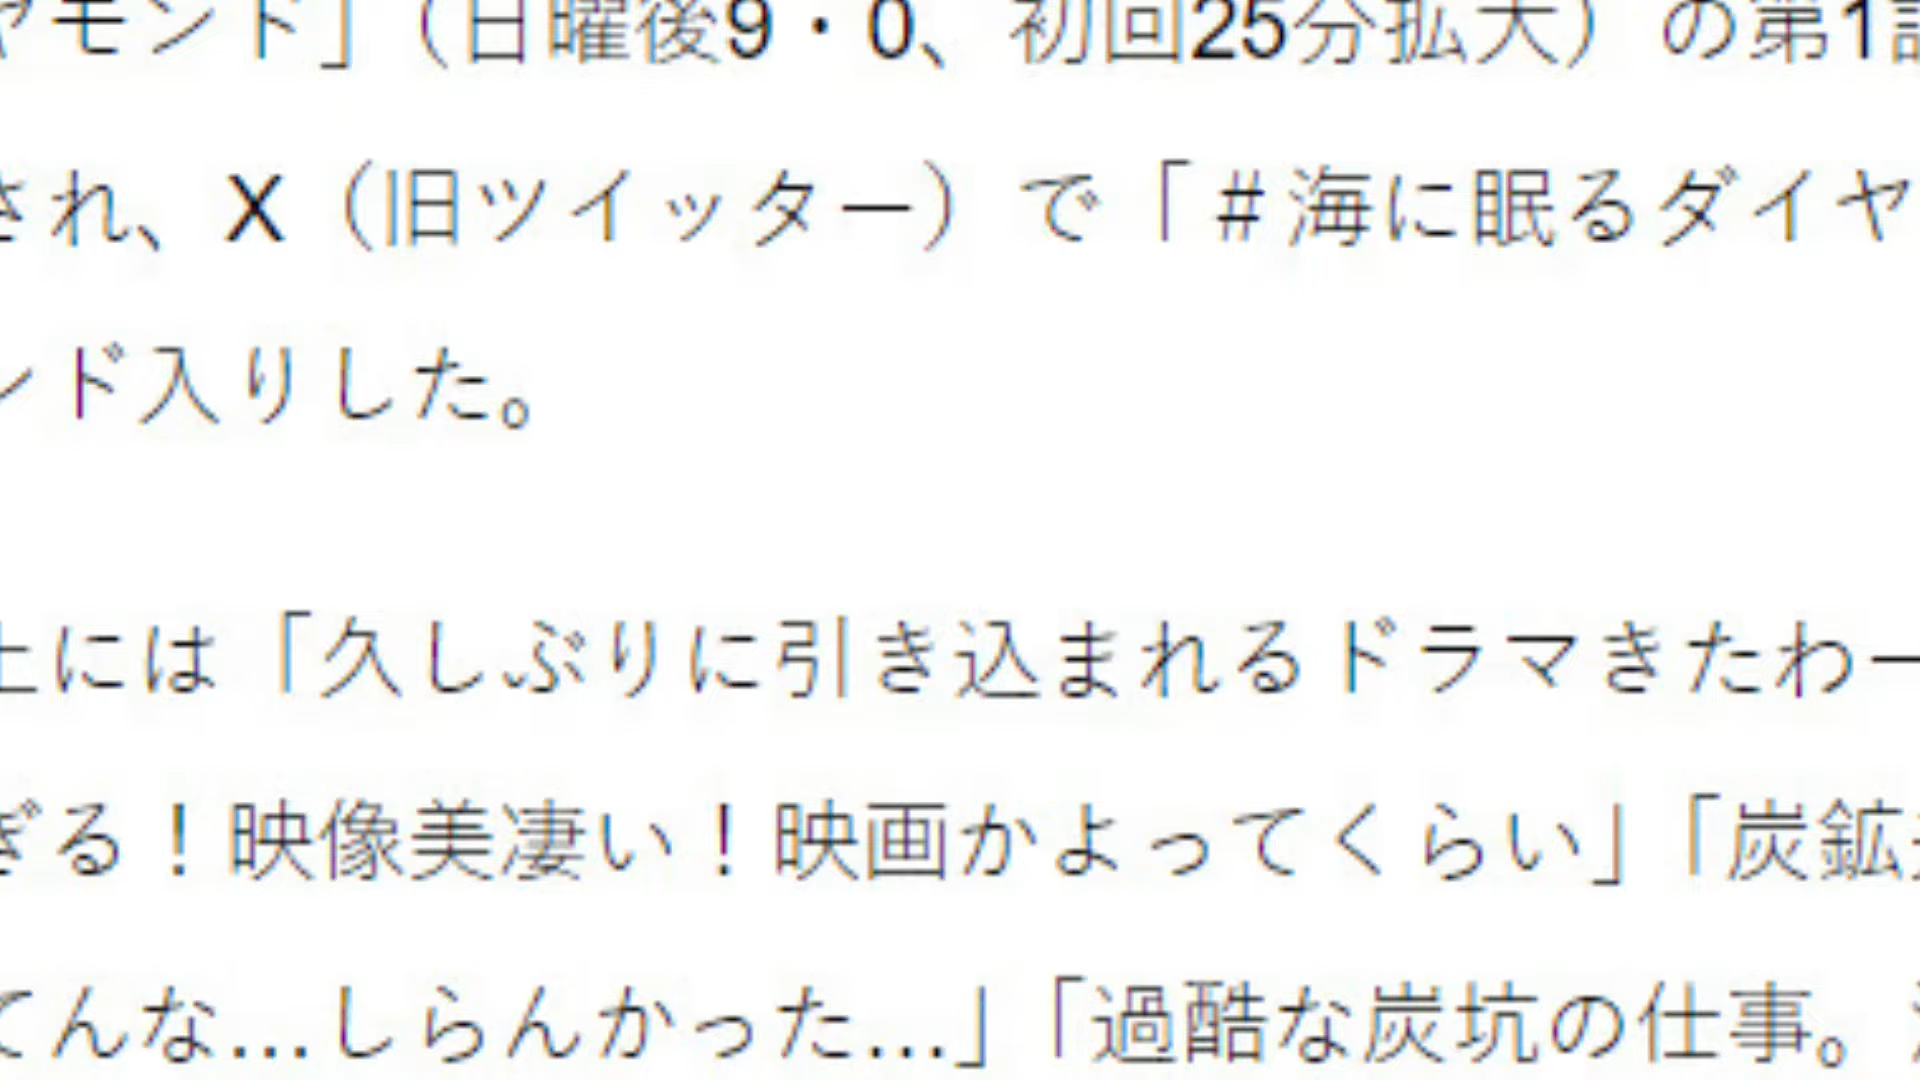 ヤモンド」（日曜後9・0、初回25分拡大）の第1話
され、X（旧ツイッター）で「＃海に眠るダイヤ
ンド入りした。
上には「久しぶりに引き込まれるドラマきたわー
ぎる！映像美凄い！映画かよってくらい」「炭鉱
てんな…しらんかった…」「過酷な炭坑の仕事。